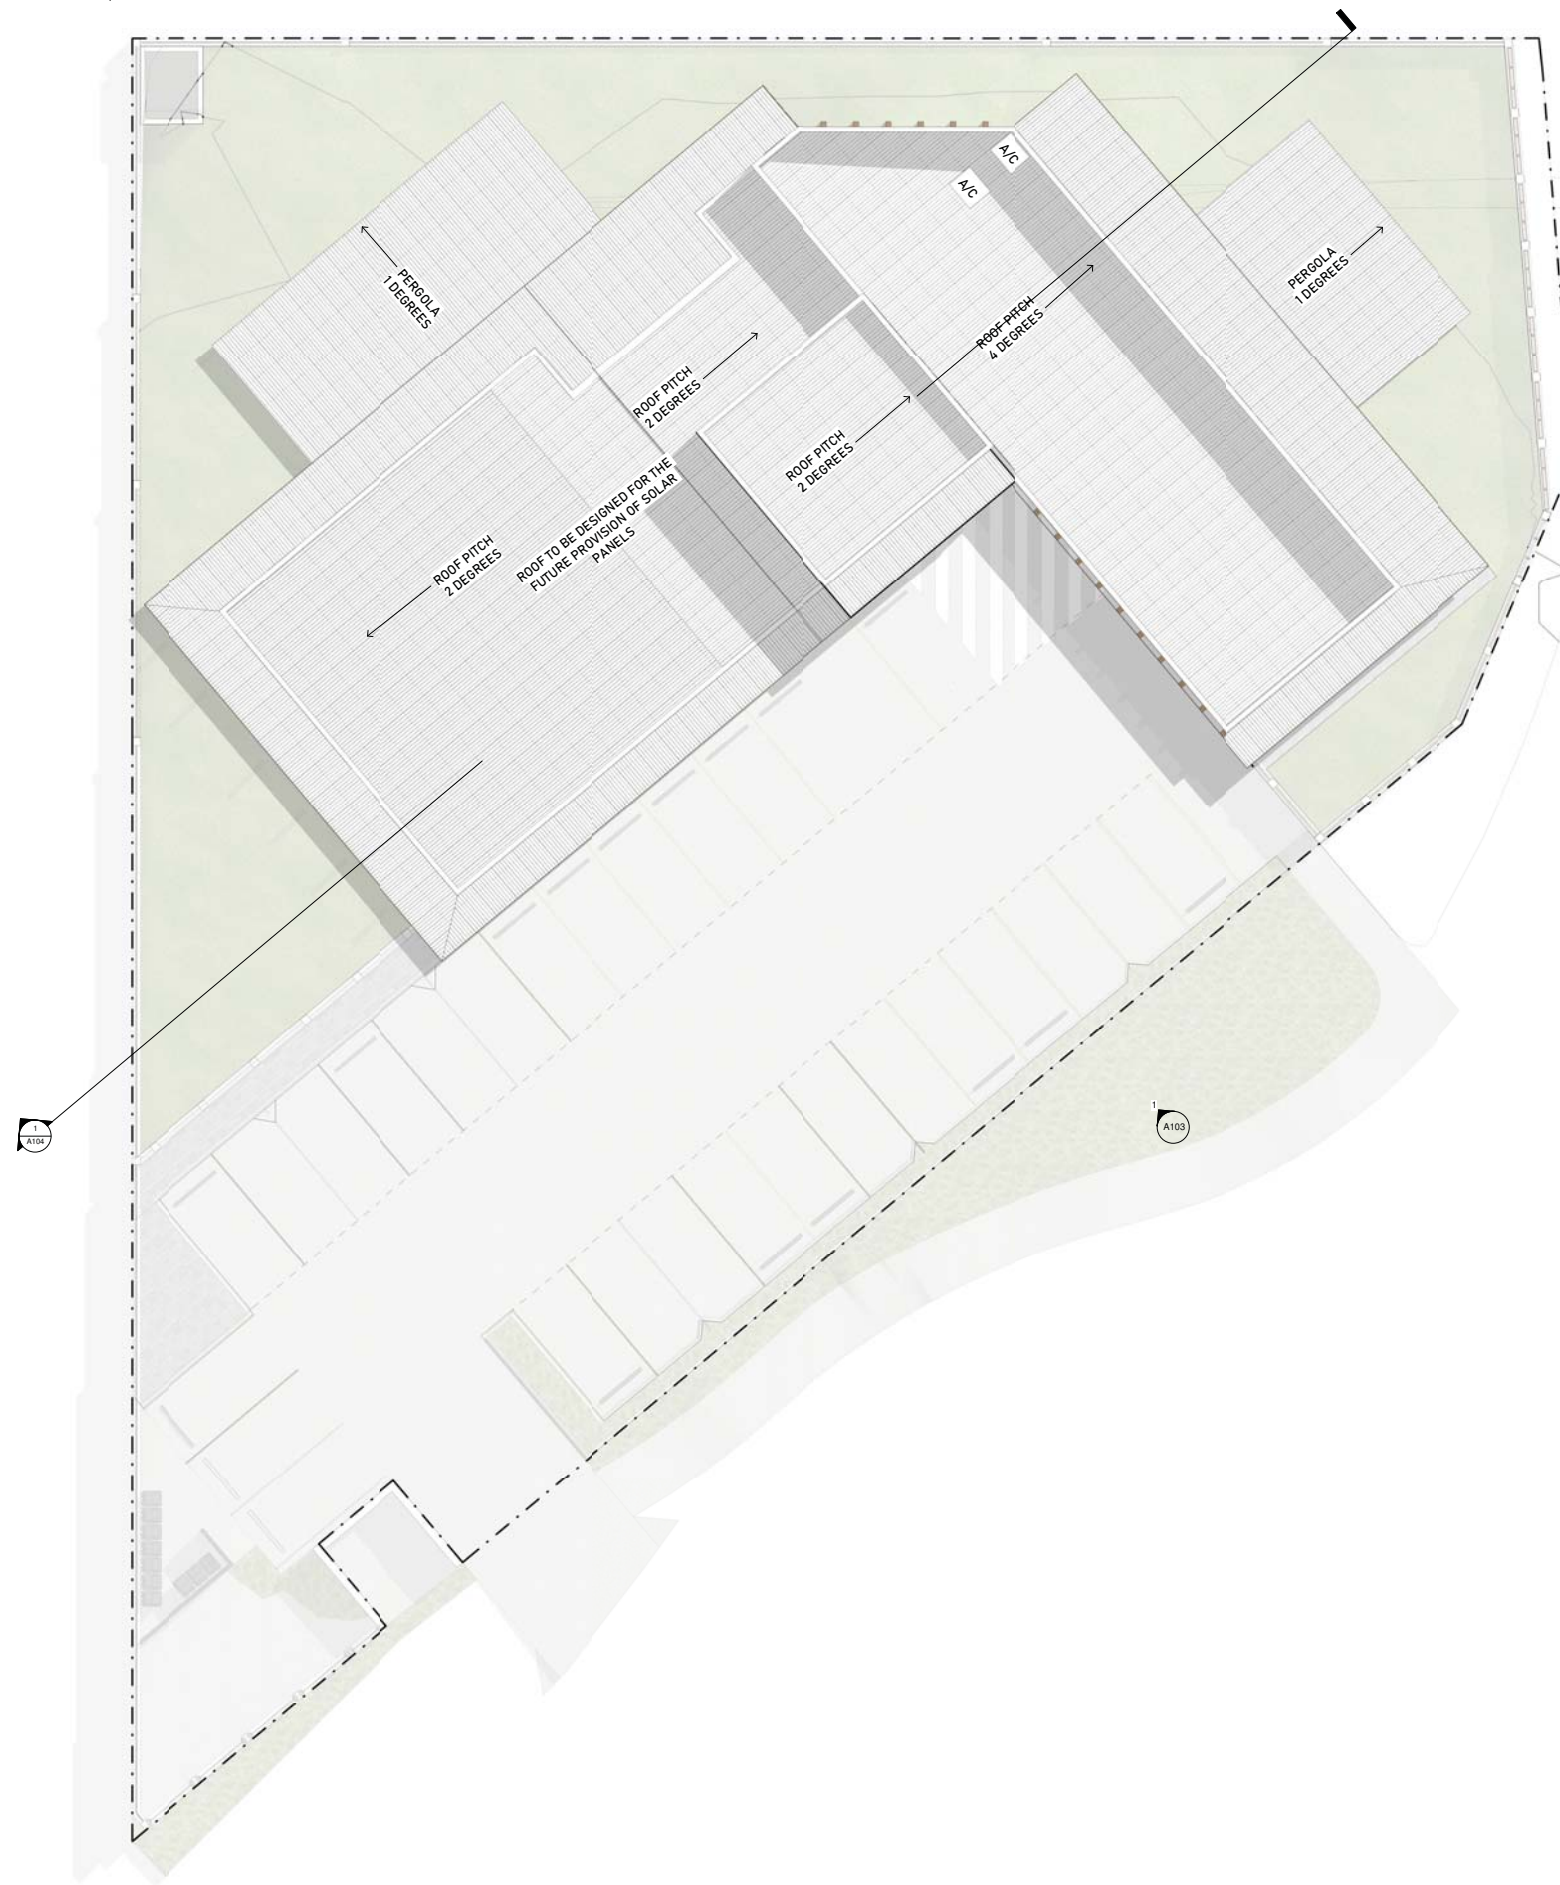 A/C
A/C
PERGOLA
1 DEGREES
PERGOLA
1 DEGREES
ROOF PITCH
4 DEGREES
ROOF PITCH
2 DEGREES
ROOF PITCH
2 DEGREES
ROOF TO BE DESIGNED FOR THE
FUTURE PROVISION OF SOLAR
PANELS
ROOF PITCH
2 DEGREES
1
A104
1
A103